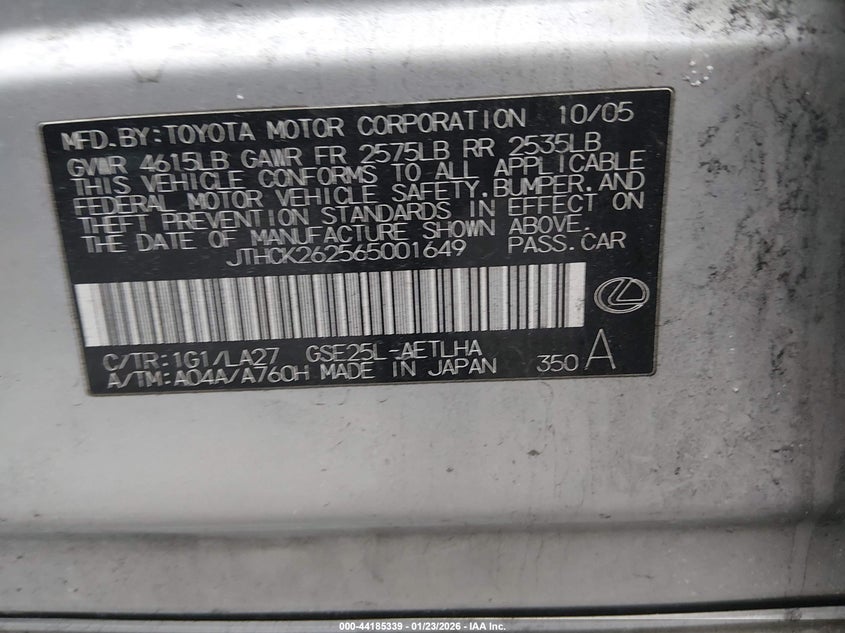 MFD.BY:TOYOTA MOTOR CORPORATION 10/05
GVWR 4615LB GAWR FR 2575LB RR 2535LB
THIS VEHICLE CONFORMS TO ALL APPLICABLE
FEDERAL MOTOR VEHICLE SAFETY,BUMPER,AND
THEFT PREVENTION STANDARDS IN EFFECT ON
THE DATE OF MANUFACTURE SHOWN ABOVE.
JTHCK262565001649 PASS.CAR
C/TR:1G1/LA27 GSE25L-AETLHA
A/TM:A04A/A760H MADE IN JAPAN 350 A
000-44185339 - 01/23/2026 - IAA Inc.